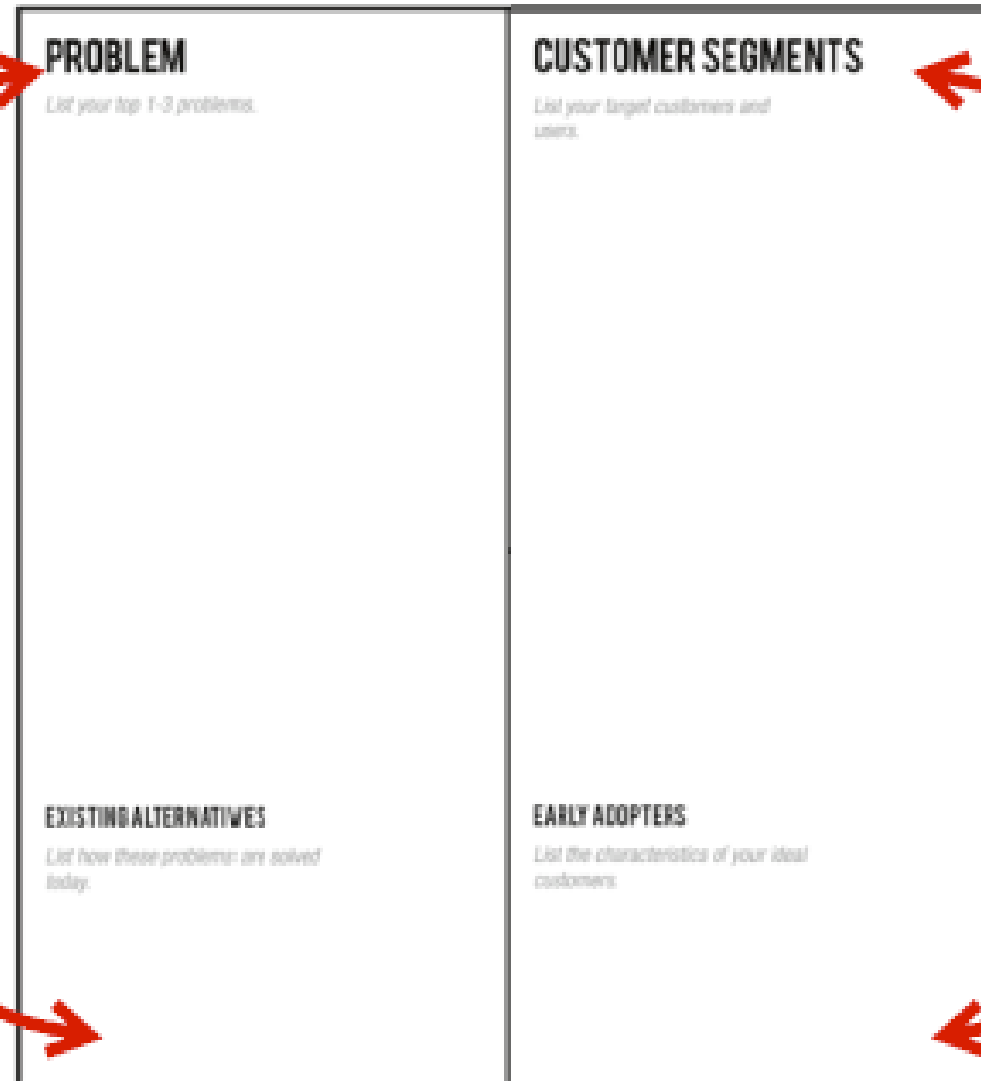 PROBLEM
List your top 1-3 problems.
EXISTING ALTERNATIVES
List how these problems are solved
today.
CUSTOMER SEGMENTS
List your target customers and
users.
EARLY ADOPTERS
List the characteristics of your ideal
customers.